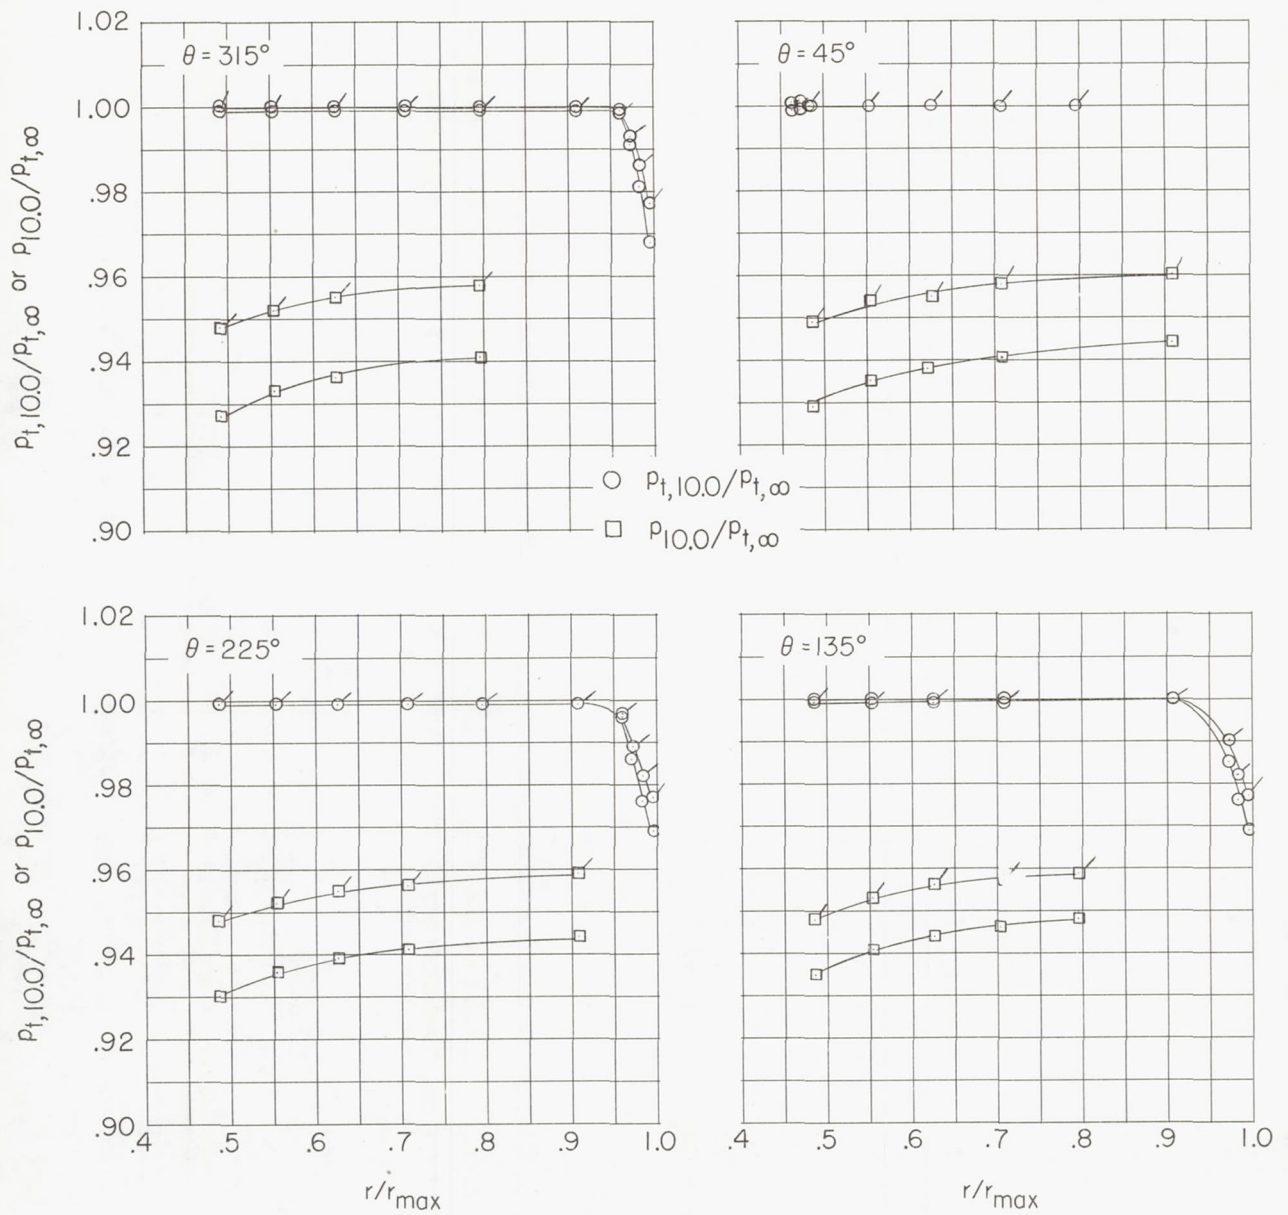 1.02
1.00
.98
.96
.94
.92
.90
pt,10.0/pt,∞ or p10.0/pt,∞
θ = 315°
θ = 45°
○ pt,10.0/pt,∞
□ p10.0/pt,∞
1.02
1.00
.98
.96
.94
.92
.90
pt,10.0/pt,∞ or p10.0/pt,∞
θ = 225°
θ = 135°
.4 .5 .6 .7 .8 .9 1.0
.4 .5 .6 .7 .8 .9 1.0
r/rmax
r/rmax